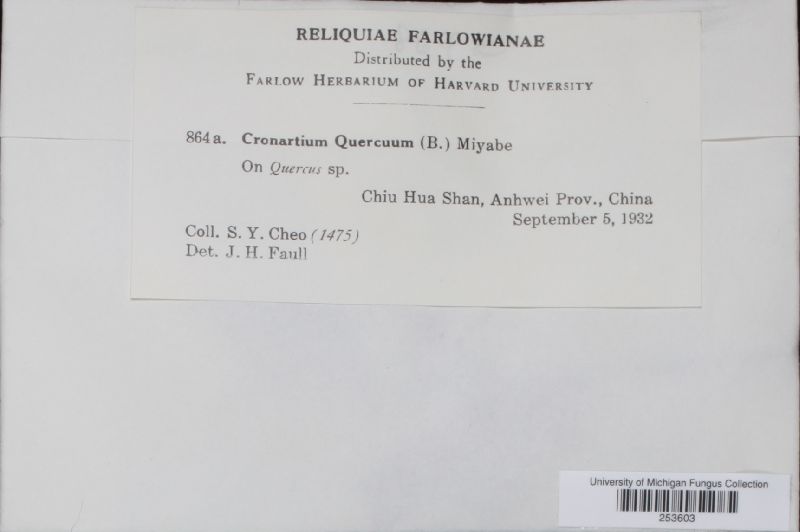 RELIQUIAE FARLOWIANAE
Distributed by the
FARLOW HERBARIUM OF HARVARD UNIVERSITY
864a. Cronartium Quercuum (B.) Miyabe
On Quercus sp.
Chiu Hua Shan, Anhwei Prov., China
September 5, 1932
Coll. S. Y. Cheo (1475)
Det. J. H. Faull
University of Michigan Fungus Collection
253603